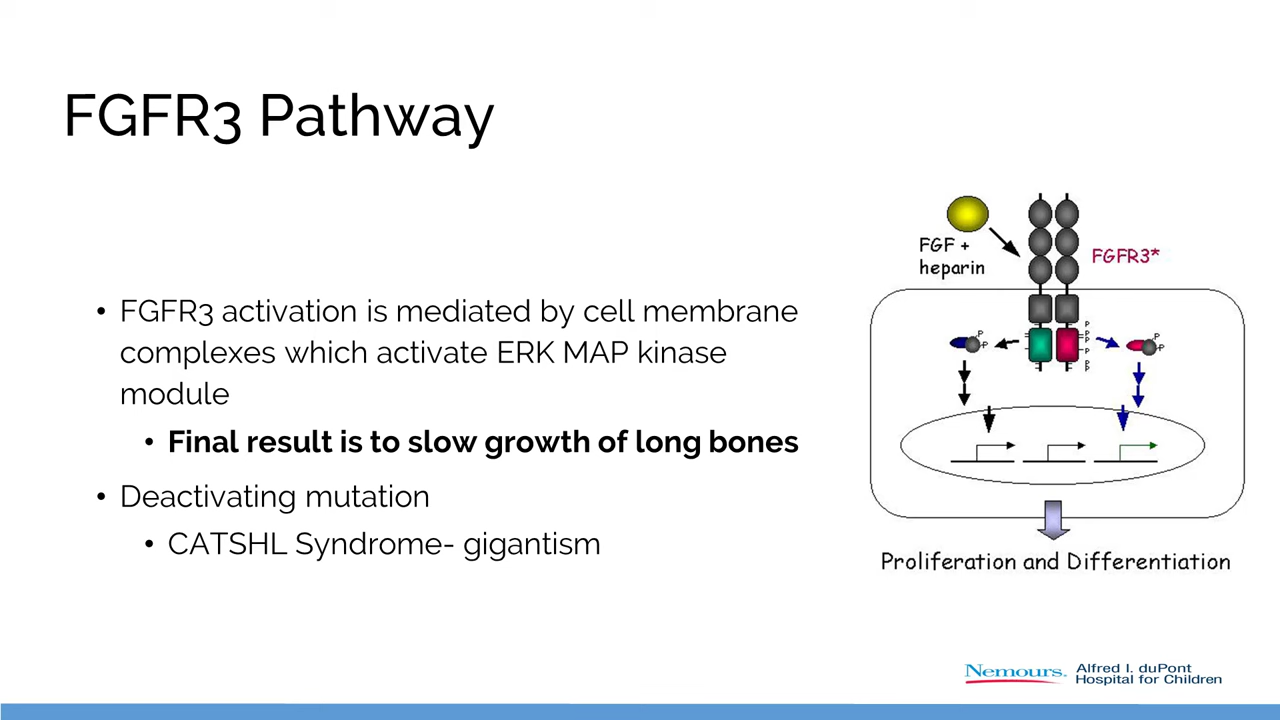 FGFR3 Pathway
• FGFR3 activation is mediated by cell membrane
complexes which activate ERK MAP kinase
module
• Final result is to slow growth of long bones
• Deactivating mutation
• CATSHL Syndrome- gigantism
FGF +
heparin
FGFR3*
P
P
P
P
P
P
P
P
P
Proliferation and Differentiation
Nemours. Alfred I. duPont
Hospital for Children